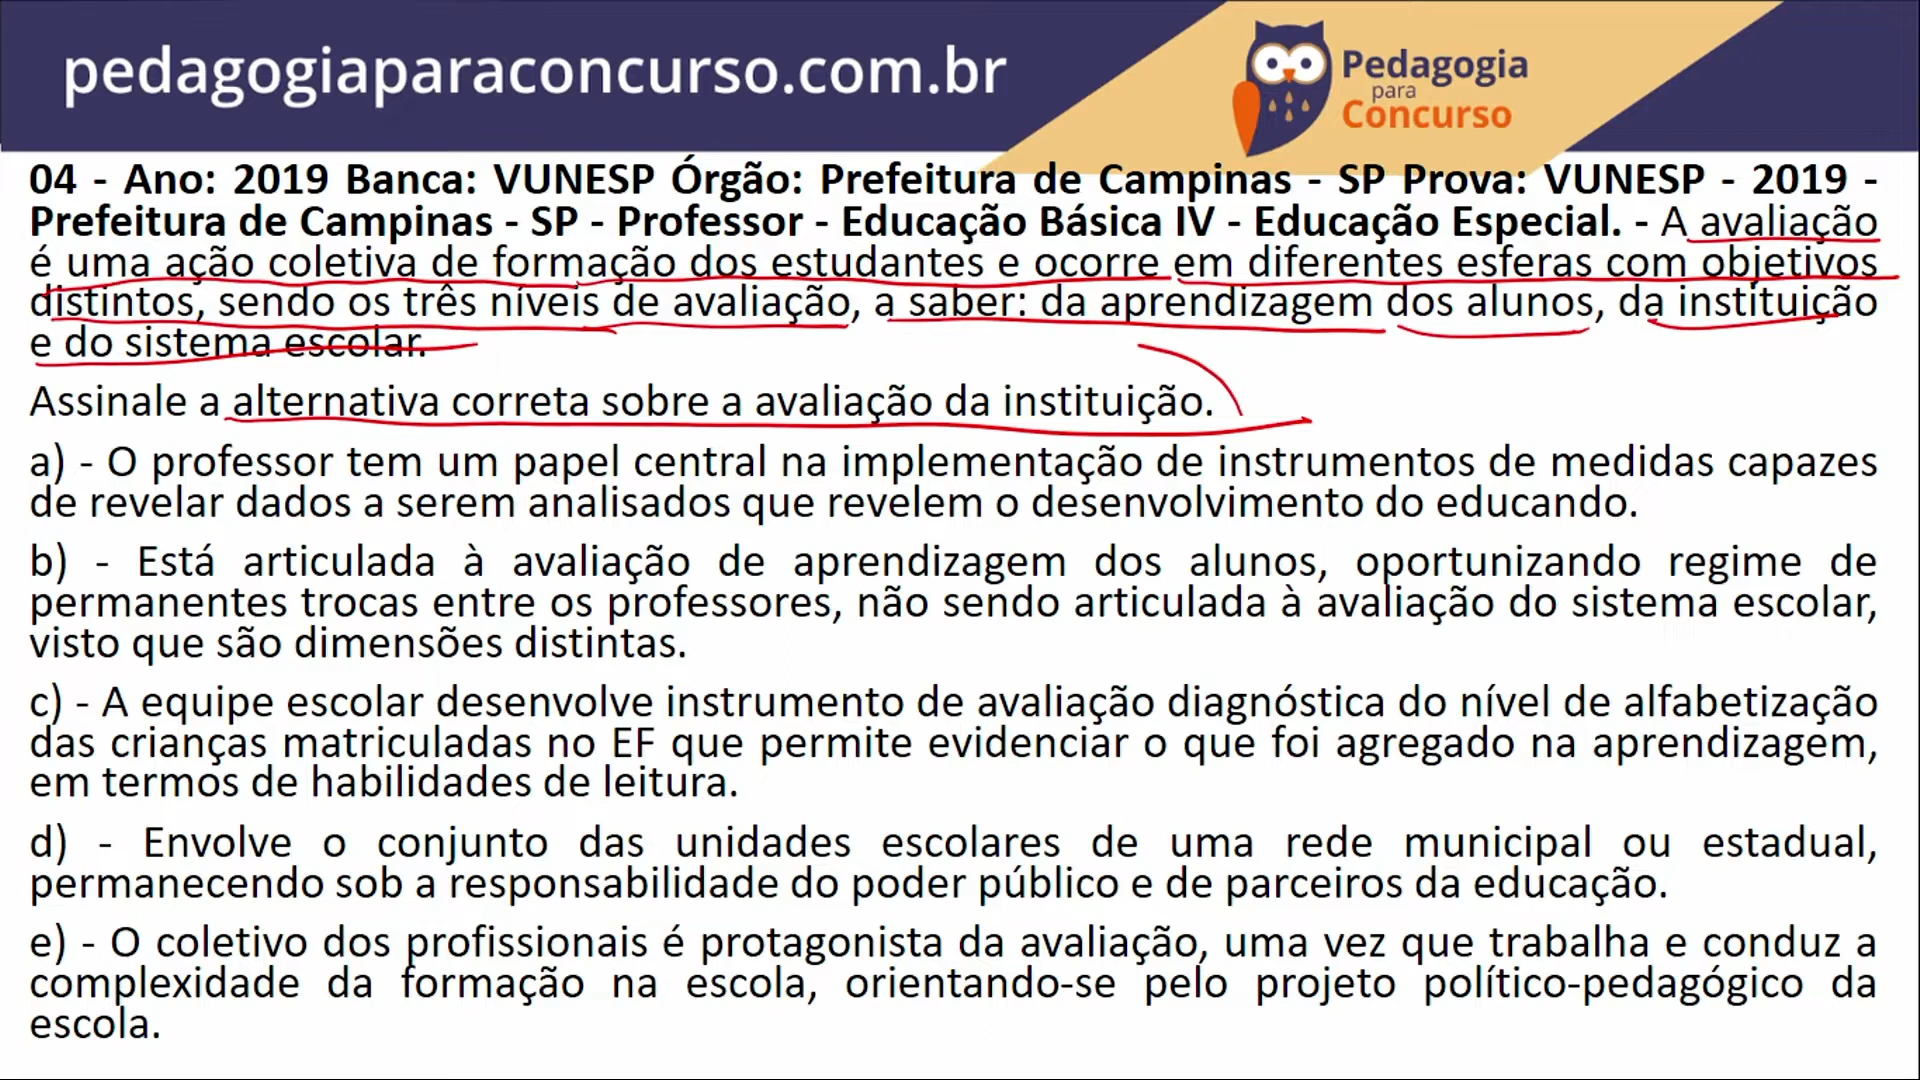 pedagogiaparaconcurso.com.br
Pedagogia
para
Concurso
04 - Ano: 2019 Banca: VUNESP Órgão: Prefeitura de Campinas - SP Prova: VUNESP - 2019 -
Prefeitura de Campinas - SP - Professor - Educação Básica IV - Educação Especial. - A avaliação
é uma ação coletiva de formação dos estudantes e ocorre em diferentes esferas com objetivos
distintos, sendo os três níveis de avaliação, a saber: da aprendizagem dos alunos, da instituição
e do sistema escolar.
Assinale a alternativa correta sobre a avaliação da instituição.
a) - O professor tem um papel central na implementação de instrumentos de medidas capazes
de revelar dados a serem analisados que revelem o desenvolvimento do educando.
b) - Está articulada à avaliação de aprendizagem dos alunos, oportunizando regime de
permanentes trocas entre os professores, não sendo articulada à avaliação do sistema escolar,
visto que são dimensões distintas.
c) - A equipe escolar desenvolve instrumento de avaliação diagnóstica do nível de alfabetização
das crianças matriculadas no EF que permite evidenciar o que foi agregado na aprendizagem,
em termos de habilidades de leitura.
d) - Envolve o conjunto das unidades escolares de uma rede municipal ou estadual,
permanecendo sob a responsabilidade do poder público e de parceiros da educação.
e) - O coletivo dos profissionais é protagonista da avaliação, uma vez que trabalha e conduz a
complexidade da formação na escola, orientando-se pelo projeto político-pedagógico da
escola.